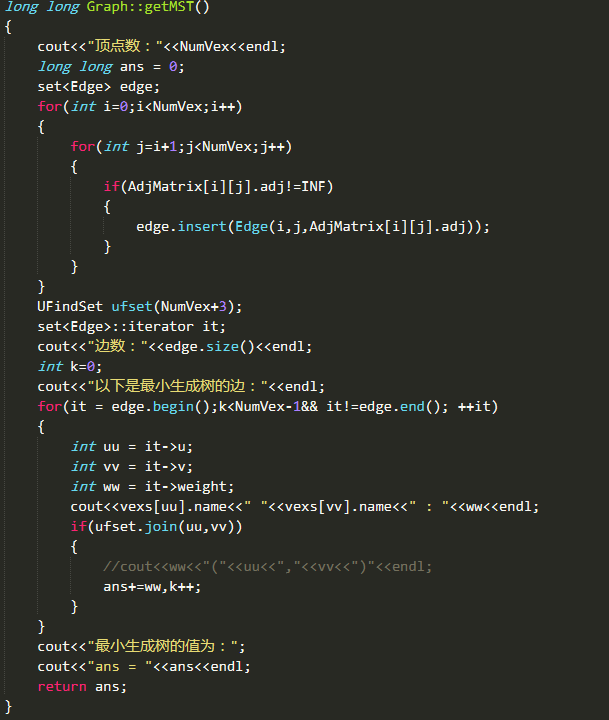 long long Graph::getMST()
{
    cout<<"顶点数："<<NumVex<<endl;
    long long ans = 0;
    set<Edge> edge;
    for(int i=0;i<NumVex;i++)
    {
        for(int j=i+1;j<NumVex;j++)
        {
            if(AdjMatrix[i][j].adj!=INF)
            {
                edge.insert(Edge(i,j,AdjMatrix[i][j].adj));
            }
        }
    }
    UFindSet ufset(NumVex+3);
    set<Edge>::iterator it;
    cout<<"边数："<<edge.size()<<endl;
    int k=0;
    cout<<"以下是最小生成树的边："<<endl;
    for(it = edge.begin();k<NumVex-1&& it!=edge.end(); ++it)
    {
        int uu = it->u;
        int vv = it->v;
        int ww = it->weight;
        cout<<vexs[uu].name<<" "<<vexs[vv].name<<" : "<<ww<<endl;
        if(ufset.join(uu,vv))
        {
            //cout<<ww<<"("<<uu<<","<<vv<<")"<<endl;
            ans+=ww,k++;
        }
    }
    cout<<"最小生成树的值为：";
    cout<<"ans = "<<ans<<endl;
    return ans;
}